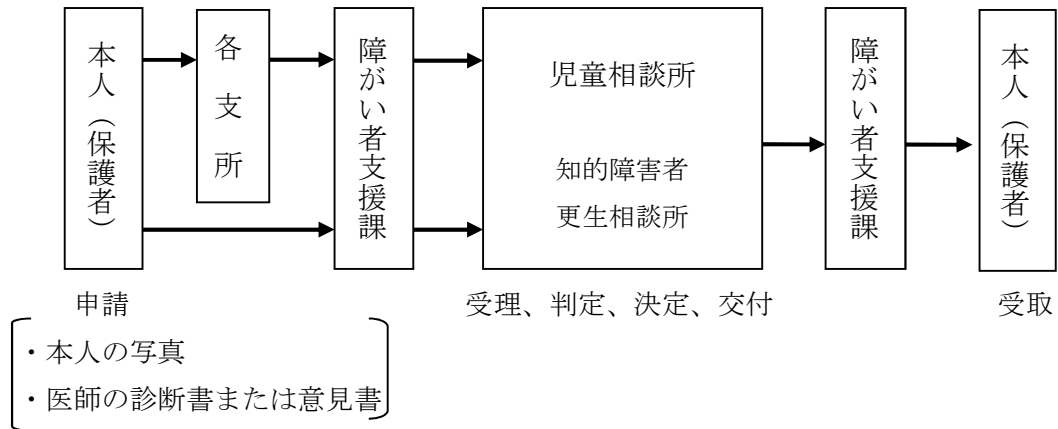 本人（保護者）
各支所
障がい者支援課
児童相談所
知的障害者
更生相談所
障がい者支援課
本人（保護者）
申請
受理、判定、決定、交付
受取
・本人の写真
・医師の診断書または意見書